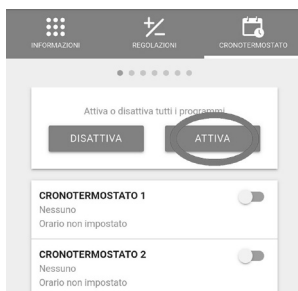 INFORMAZIONI
REGOLAZIONI
CRONOTERMOSTATO
Attiva o disattiva tutti i programmi
DISATTIVA
ATTIVA
CRONOTERMOSTATO 1
Nessuno
Orario non impostato
CRONOTERMOSTATO 2
Nessuno
Orario non impostato